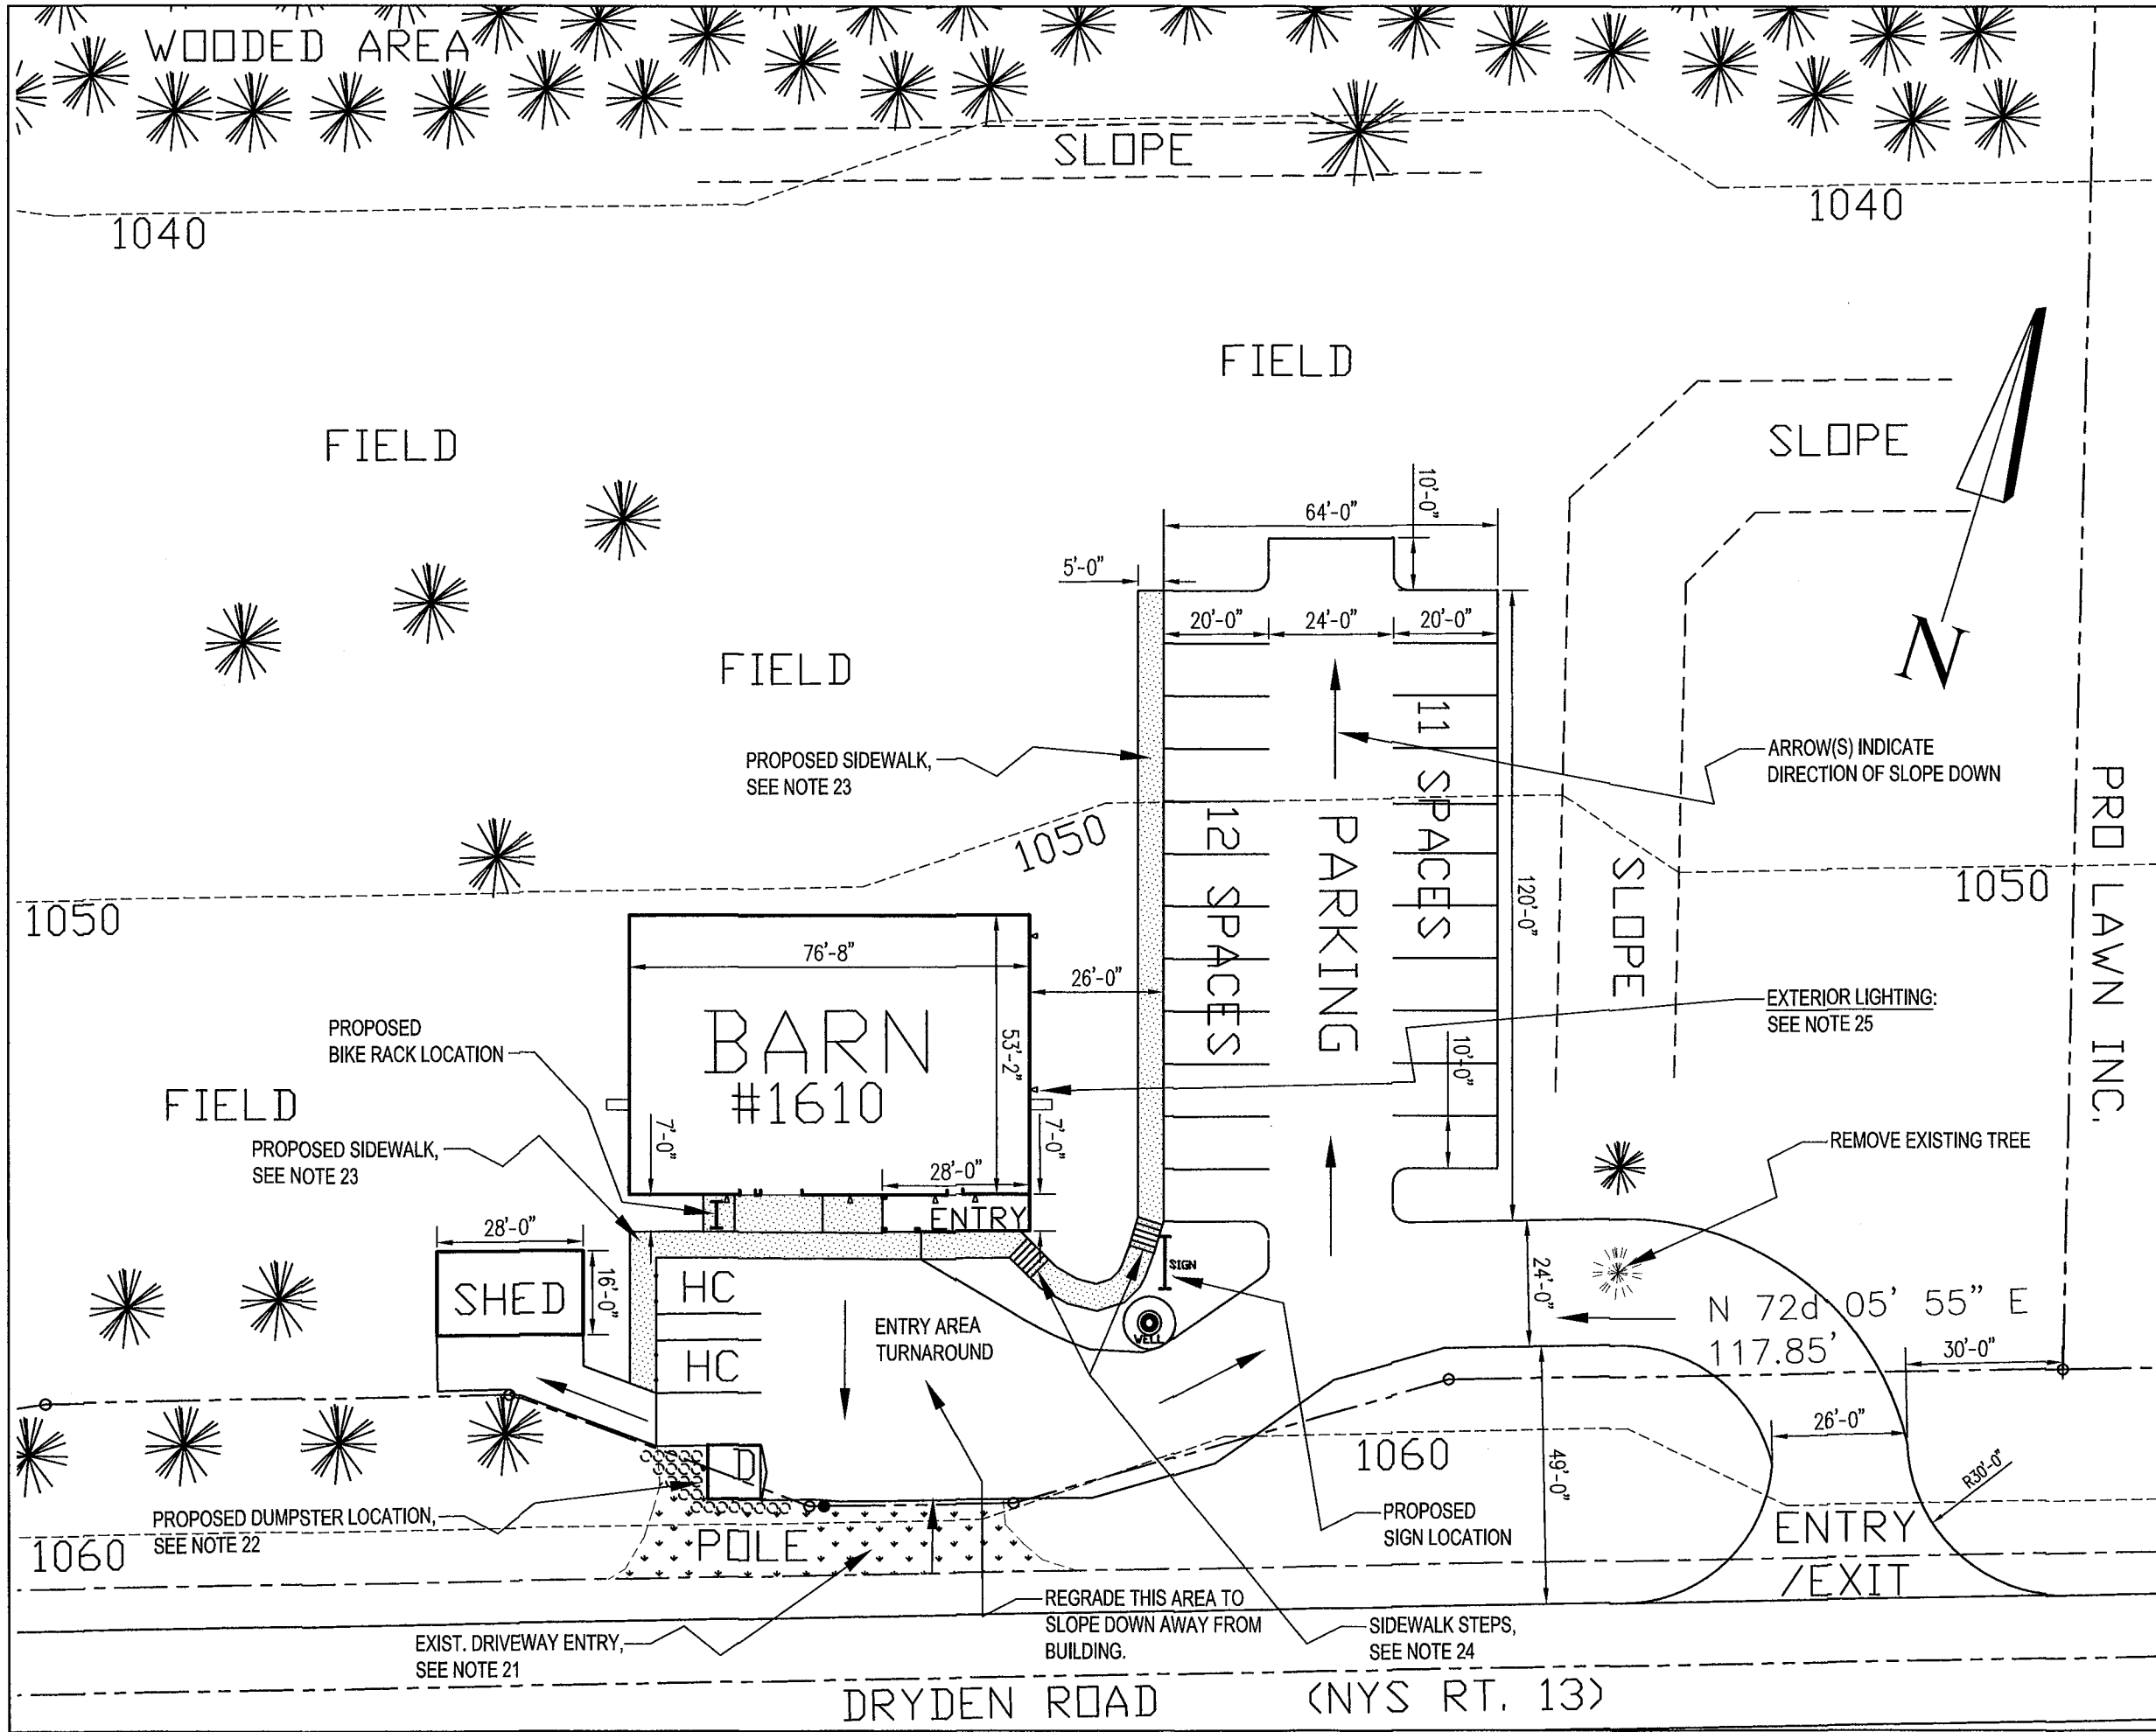 WOODED AREA
SLOPE
1040
1040
FIELD
FIELD
SLOPE
10'-0"
64'-0"
5'-0"
20'-0"
24'-0"
20'-0"
N
FIELD
11 SPACES
PROPOSED SIDEWALK,
SEE NOTE 23
ARROW(S) INDICATE
DIRECTION OF SLOPE DOWN
PRO LAWN INC.
12 SPACES
PARKING
1050
1050
1050
SLOPE
120'-0"
76'-8"
26'-0"
BARN
#1610
53'-2"
EXTERIOR LIGHTING:
SEE NOTE 25
PROPOSED
BIKE RACK LOCATION
10'-0"
FIELD
7'-0"
7'-0"
PROPOSED SIDEWALK,
SEE NOTE 23
REMOVE EXISTING TREE
28'-0"
ENTRY
28'-0"
SHED
16'-0"
HC
HC
SIGN
WELL
ENTRY AREA
TURNAROUND
24'-0"
N 72d 05' 55" E
117.85'
30'-0"
26'-0"
49'-0"
R30'-0"
1060
D
PROPOSED DUMPSTER LOCATION,
SEE NOTE 22
1060
POLE
PROPOSED
SIGN LOCATION
ENTRY
/EXIT
REGRADE THIS AREA TO
SLOPE DOWN AWAY FROM
BUILDING.
SIDEWALK STEPS,
SEE NOTE 24
EXIST. DRIVEWAY ENTRY,
SEE NOTE 21
DRYDEN ROAD (NYS RT. 13)